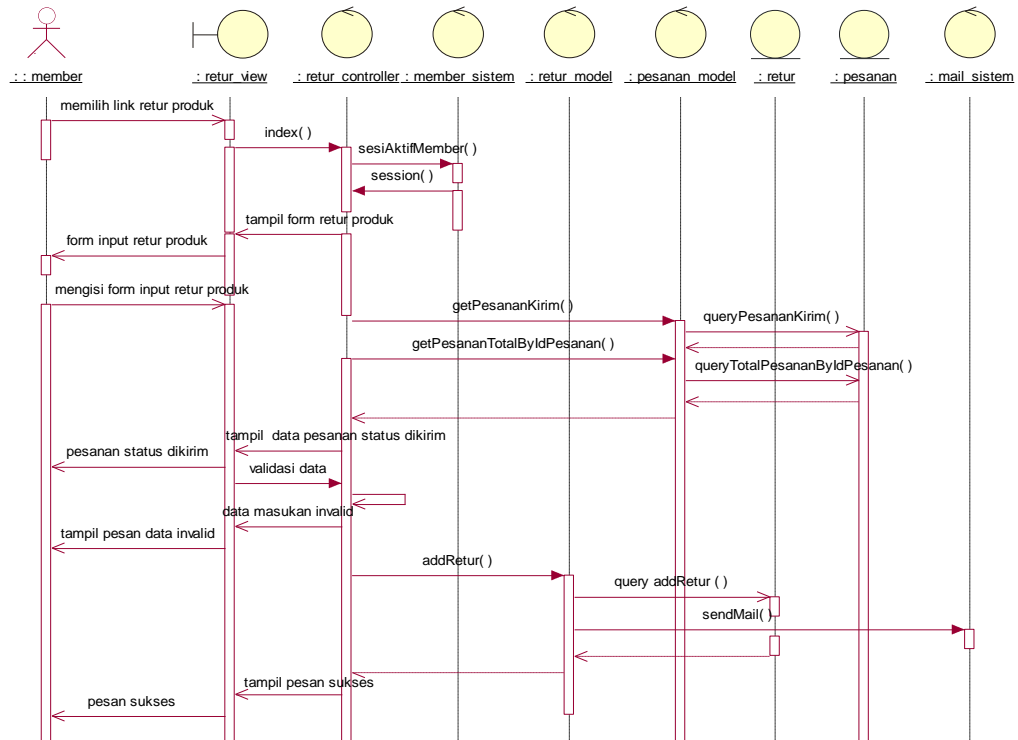 : : member
: retur_view
: retur_controller
: member_sistem
: retur_model
: pesanan_model
: retur
: pesanan
: mail_sistem
memilih link retur produk
index( )
sesiAktifMember( )
session( )
tampil form retur produk
form input retur produk
mengisi form input retur produk
getPesananKirim( )
queryPesananKirim( )
getPesananTotalByIdPesanan( )
queryTotalPesananByIdPesanan( )
tampil data pesanan status dikirim
pesanan status dikirim
validasi data
data masukan invalid
tampil pesan data invalid
addRetur( )
query addRetur ( )
sendMail( )
tampil pesan sukses
pesan sukses